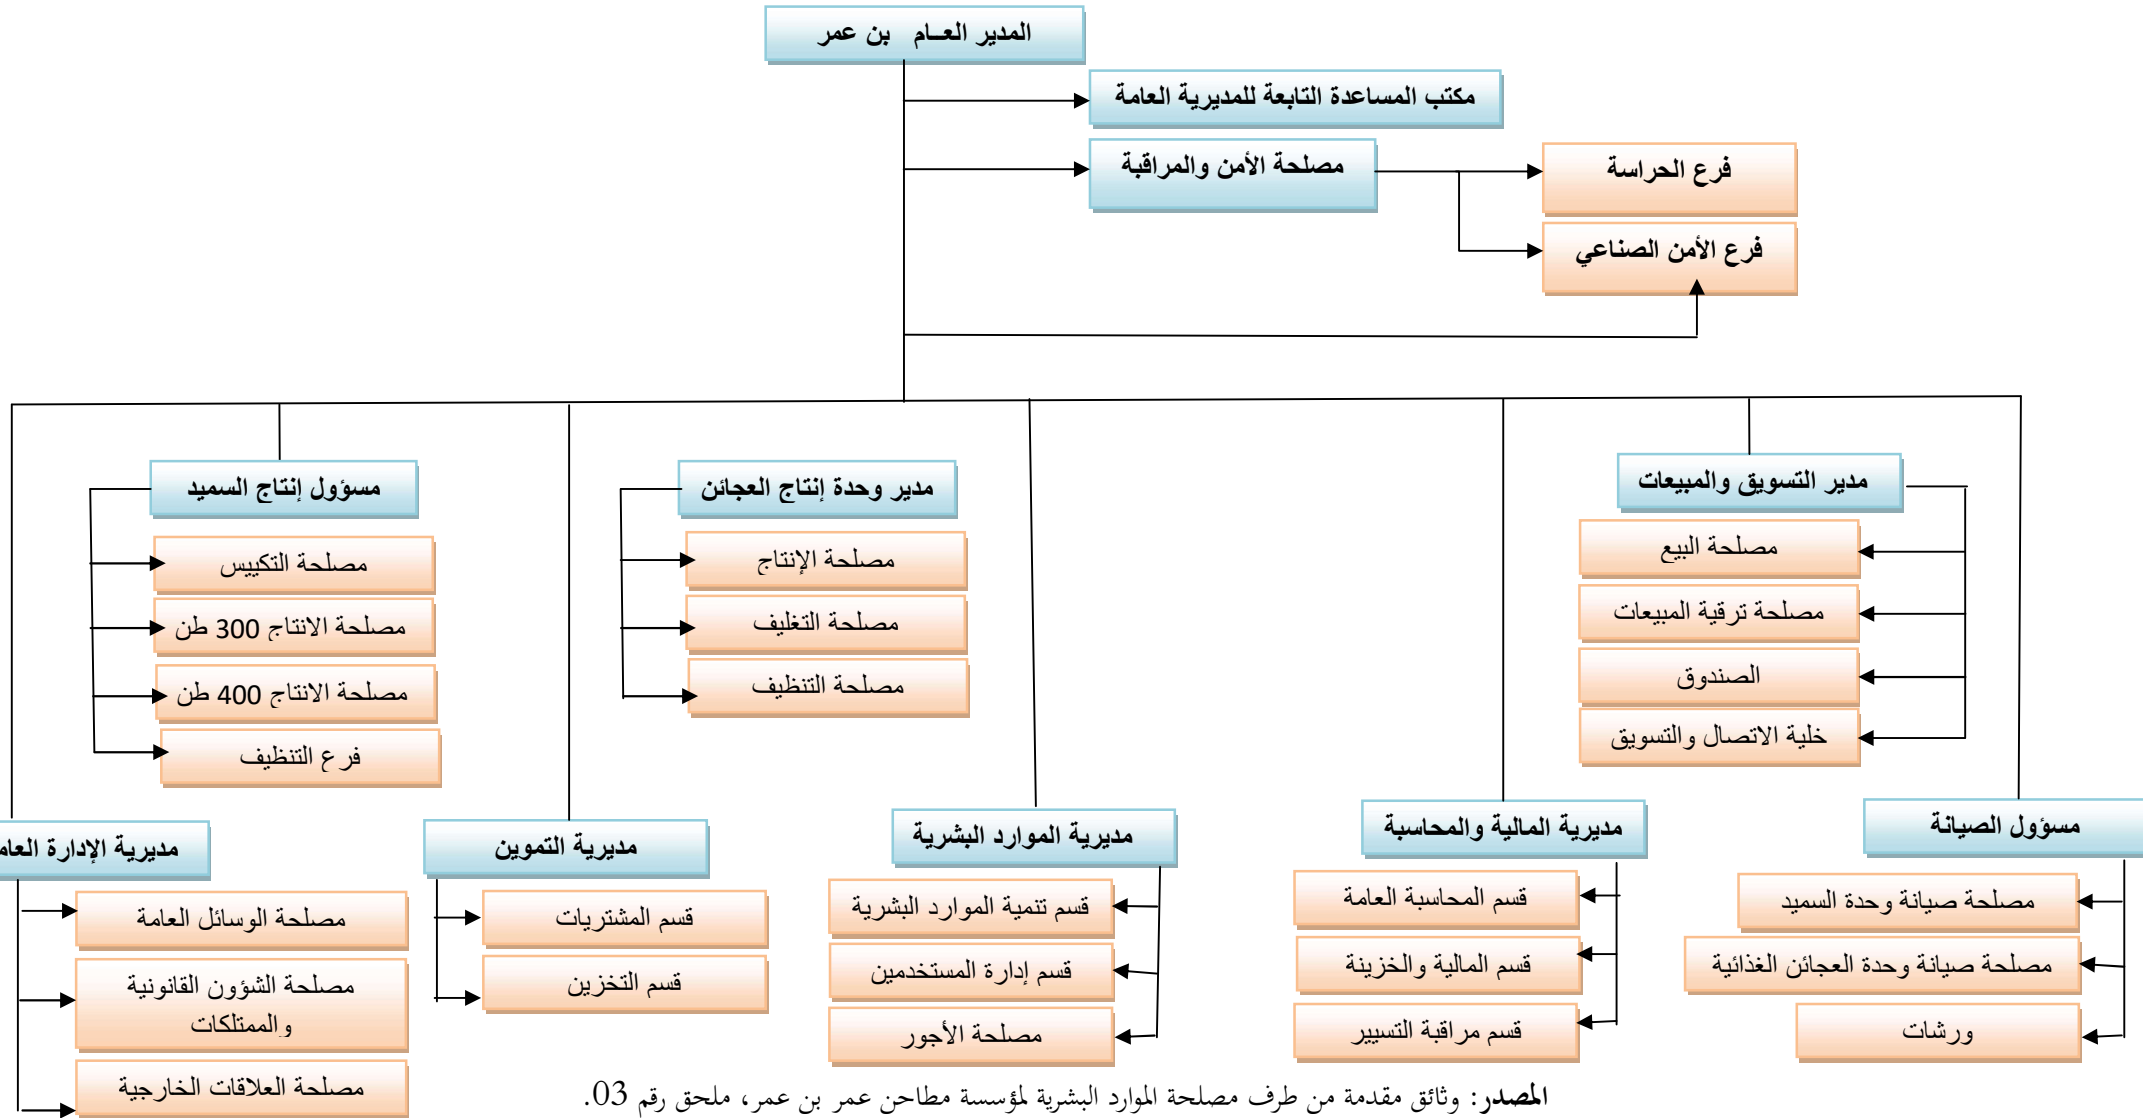 المدير العـام بن عمر
مكتب المساعدة التابعة للمديرية العامة
مصلحة الأمن والمراقبة
فرع الحراسة
فرع الأمن الصناعي
مدير التسويق والمبيعات
مصلحة البيع
مصلحة ترقية المبيعات
الصندوق
خلية الاتصال والتسويق
مدير وحدة إنتاج العجائن
مصلحة الإنتاج
مصلحة التغليف
مصلحة التنظيف
مسؤول إنتاج السميد
مصلحة التكييس
مصلحة الانتاج 300 طن
مصلحة الانتاج 400 طن
فرع التنظيف
مسؤول الصيانة
مصلحة صيانة وحدة السميد
مصلحة صيانة وحدة العجائن الغذائية
ورشات
مديرية المالية والمحاسبة
قسم المحاسبة العامة
قسم المالية والخزينة
قسم مراقبة التسيير
مديرية الموارد البشرية
قسم تنمية الموارد البشرية
قسم إدارة المستخدمين
مصلحة الأجور
مديرية التموين
قسم المشتريات
قسم التخزين
مديرية الإدارة
مصلحة الوسائل العامة
مصلحة الشؤون القانونية
والممتلكات
مصلحة العلاقات الخارجية
المصدر: وثائق مقدمة من طرف مصلحة الموارد البشرية لمؤسسة مطاحن عمر بن عمر، ملحق رقم 03.